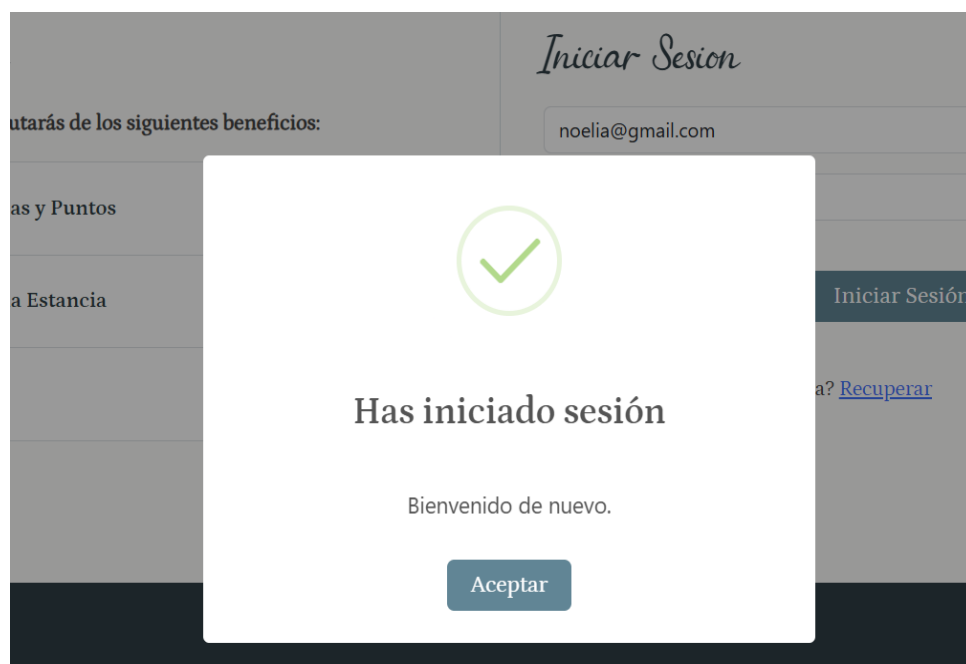 Iniciar Sesion
utarás de los siguientes beneficios:
noelia@gmail.com
as y Puntos
a Estancia
Iniciar Sesión
a? Recuperar
Has iniciado sesión
Bienvenido de nuevo.
Aceptar